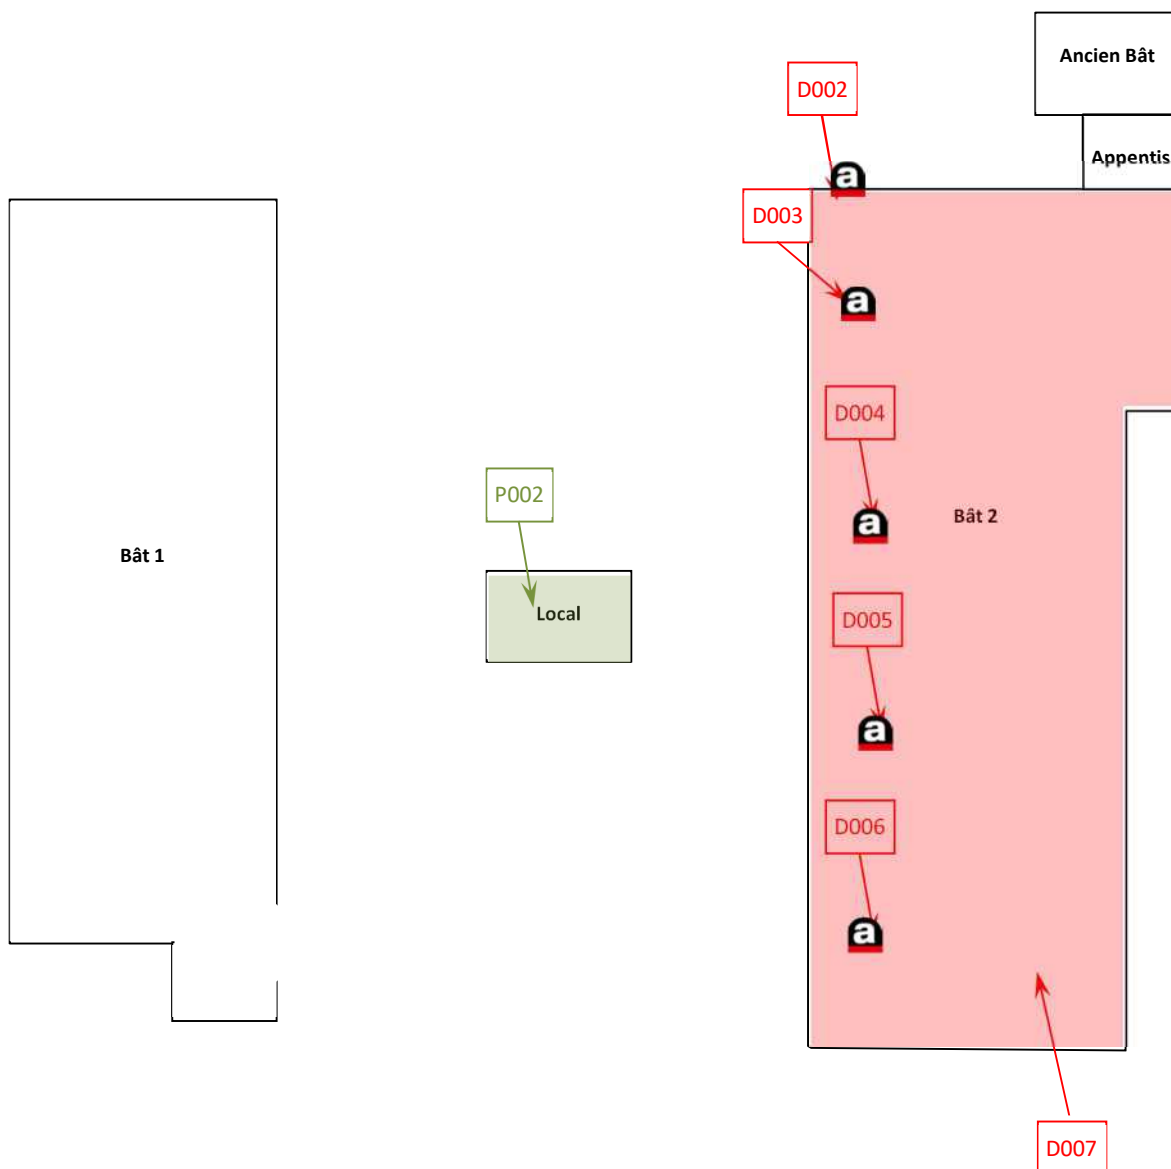 Ancien Bât
D002
Appentis
a
D003
a
D004
P002
a
Bât 2
Bât 1
Local
D005
a
D006
a
D007